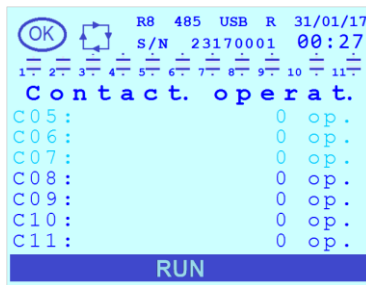 OK R8 485 USB R 31/01/17
S/N 23170001 00:27
1 2 3 4 5 6 7 8 9 10 11
Contact. operat.
C05: 0 op.
C06: 0 op.
C07: 0 op.
C08: 0 op.
C09: 0 op.
C10: 0 op.
C11: 0 op.
RUN